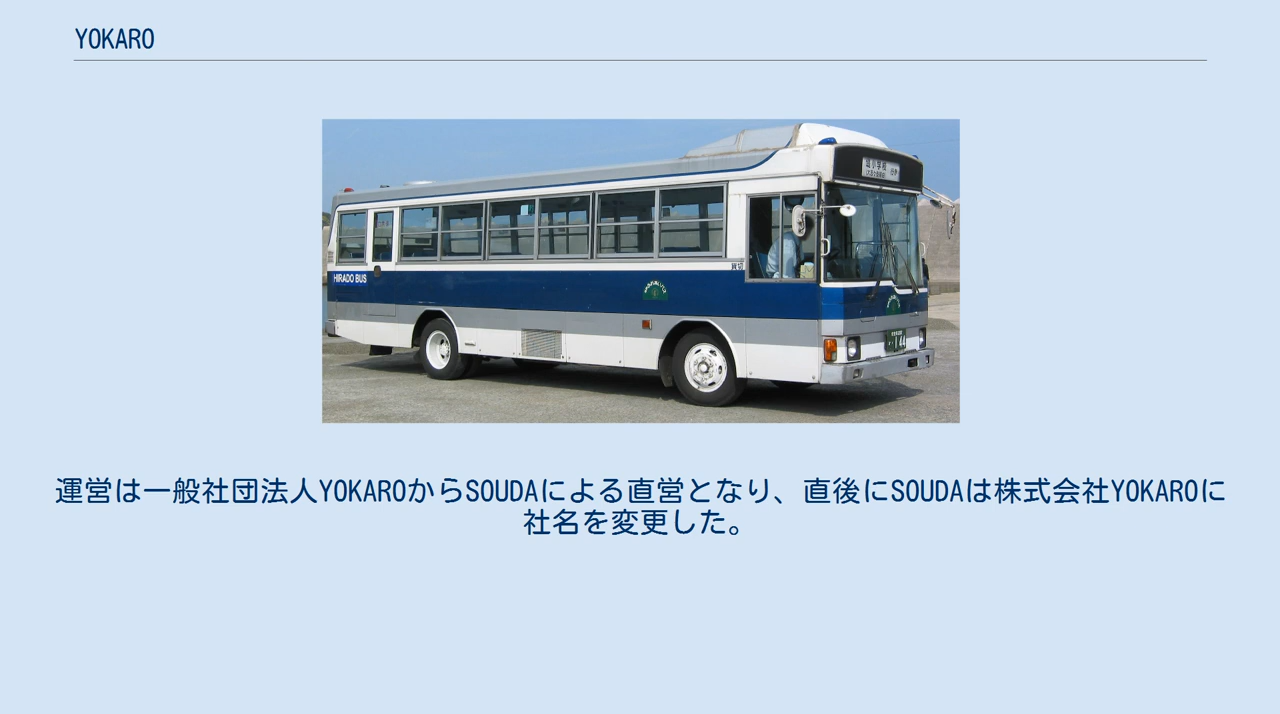 YOKARO
HIRADO BUS
貸切
運営は一般社団法人YOKAROからSOUDAによる直営となり、直後にSOUDAは株式会社YOKAROに
社名を変更した。